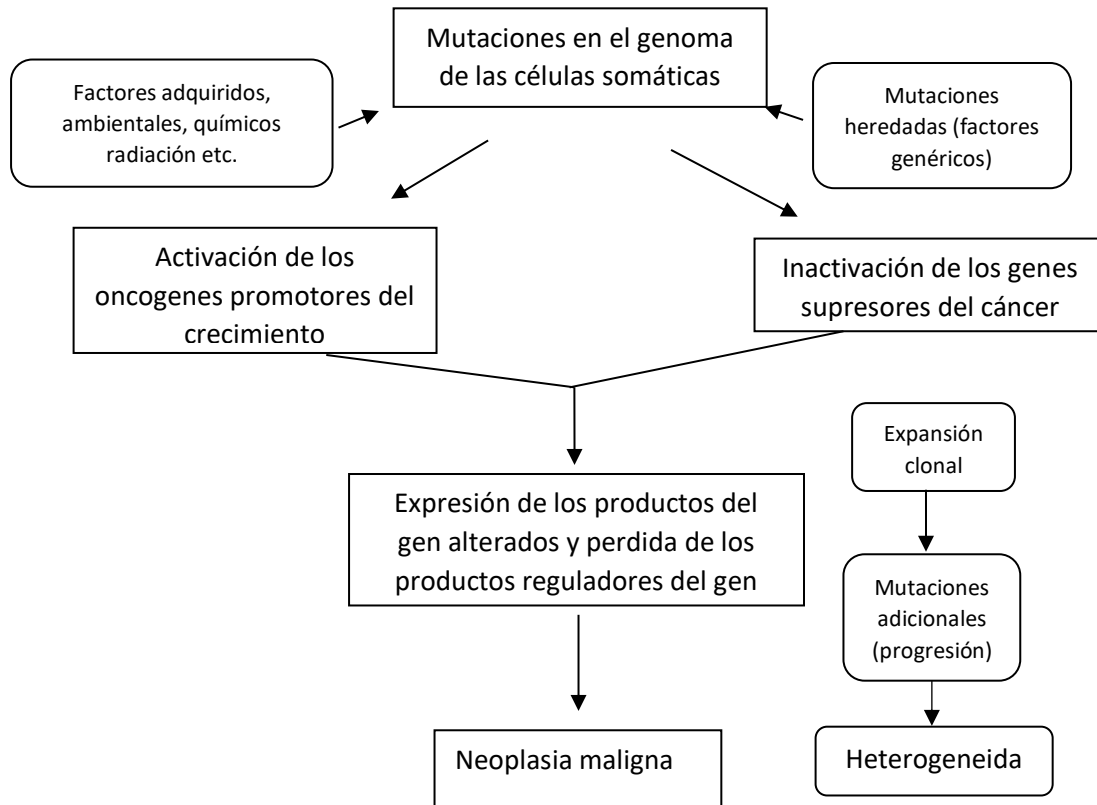 Mutaciones en el genoma
de las células somáticas
Factores adquiridos,
ambientales, químicos
radiación etc.
Mutaciones
heredadas (factores
genéricos)
Activación de los
oncogenes promotores del
crecimiento
Inactivación de los genes
supresores del cáncer
Expresión de los productos del
gen alterados y perdida de los
productos reguladores del gen
Expansión
clonal
Mutaciones
adicionales
(progresión)
Neoplasia maligna
Heterogeneida